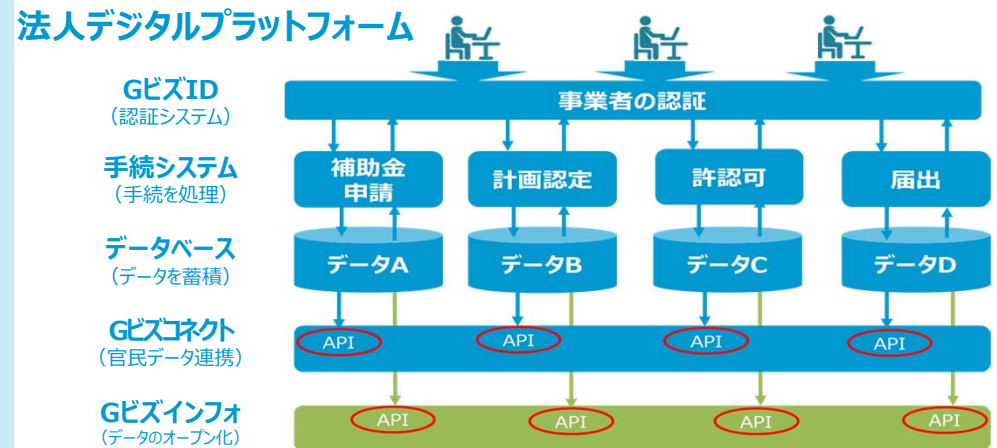 法人デジタルプラットフォーム
GビズID
（認証システム）
事業者の認証
手続システム
（手続を処理）
補助金
申請
計画認定
許認可
届出
データベース
（データを蓄積）
データA
データB
データC
データD
Gビズコネクト
（官民データ連携）
API
API
API
API
Gビズインフォ
（データのオープン化）
API
API
API
API